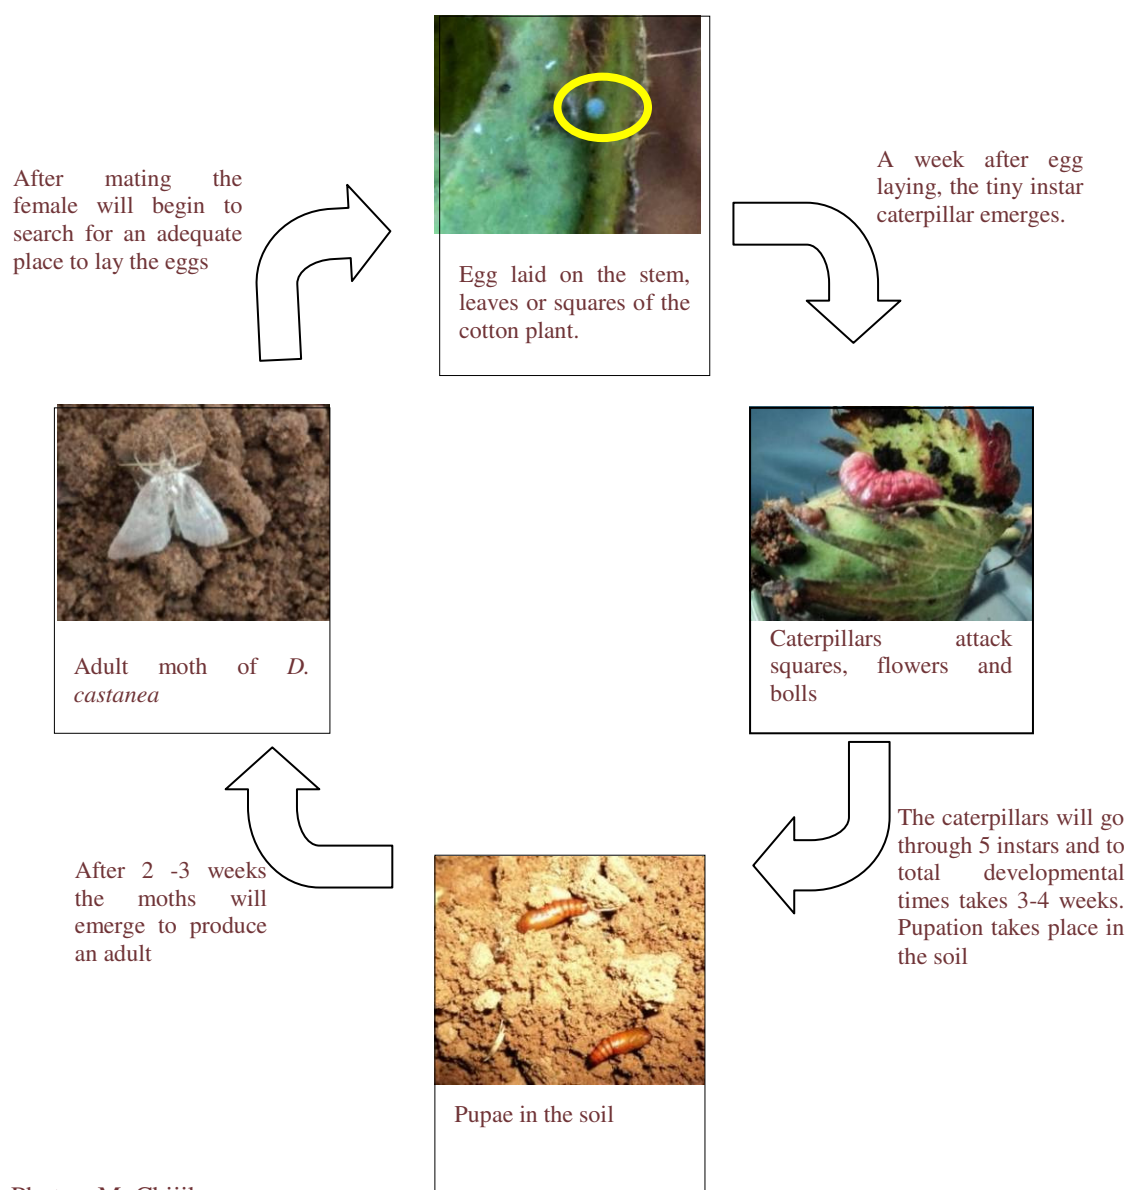 After mating the
female will begin to
search for an adequate
place to lay the eggs
Egg laid on the stem,
leaves or squares of the
cotton plant.
A week after egg
laying, the tiny instar
caterpillar emerges.
Adult moth of D.
castanea
Caterpillars attack
squares, flowers and
bolls
The caterpillars will go
through 5 instars and to
total developmental
times takes 3-4 weeks.
Pupation takes place in
the soil
After 2 -3 weeks
the moths will
emerge to produce
an adult
Pupae in the soil